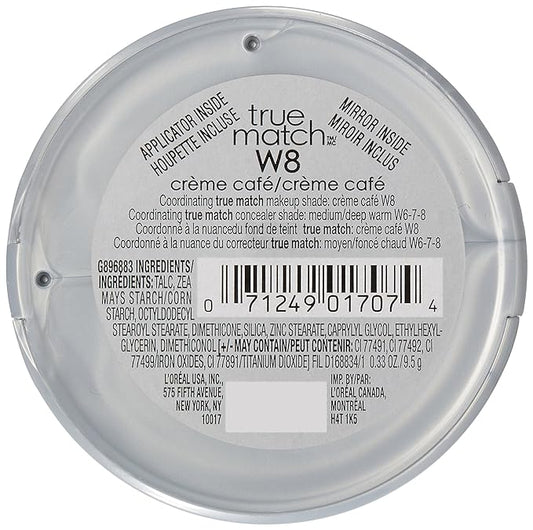 APPLICATOR INSIDE
HOUPETTE INCLUSE
true
match™/MC
MIRROR INSIDE
MIROIR INCLUS
W8
crème café/crème café
Coordinating true match makeup shade: crème café W8
Coordinating true match concealer shade: medium/deep warm W6-7-8
Coordonné à la nuancedu fond de teint true match: crème café W8
Coordonné à la nuance du correcteur true match: moyen/foncé chaud W6-7-8
G896883 INGREDIENTS/
INGRÉDIENTS:TALC, ZEA
MAYS STARCH/CORN
STARCH, OCTYLDODECYL
0 71249 01707 4
STEAROYL STEARATE, DIMETHICONE, SILICA, ZINC STEARATE, CAPRYLYL GLYCOL, ETHYLHEXYL-
GLYCERIN, DIMETHICONOL [+/- MAY CONTAIN/PEUT CONTENIR: CI 77491, CI 77492, CI
77499/IRON OXIDES, CI 77891/TITANIUM DIOXIDE] FIL D168834/1 0.33 OZ./9.5 g
L'ORÉAL USA, INC.,
575 FIFTH AVENUE,
NEW YORK, NY
10017
IMP. BY/PAR:
L'ORÉAL CANADA,
MONTRÉAL
H4T 1K5